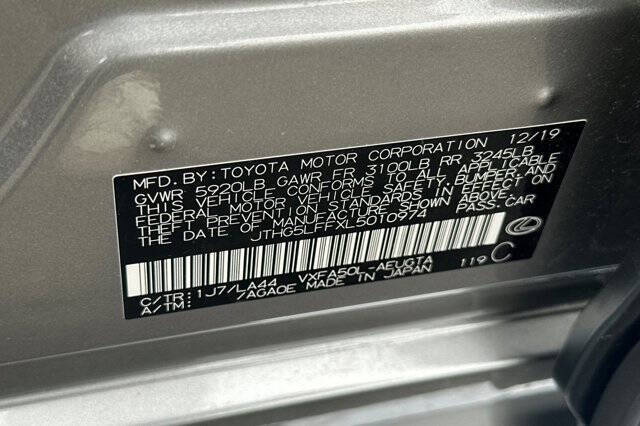 MFD. BY: TOYOTA MOTOR CORPORATION 12/19
GVWR 5920LB GAWR FR 3100LB RR 3245LB
THIS VEHICLE CONFORMS TO ALL APPLICABLE
FEDERAL MOTOR VEHICLE SAFETY, BUMPER, AND
THEFT PREVENTION STANDARDS IN EFFECT ON
THE DATE OF MANUFACTURE SHOWN ABOVE.
JTHG5LFFXL5010974 PASS.CAR
C/TR: 1J7/LA44 VXFA50L-AEUGTA 119 C
A/TM: 7AGA0E MADE IN JAPAN